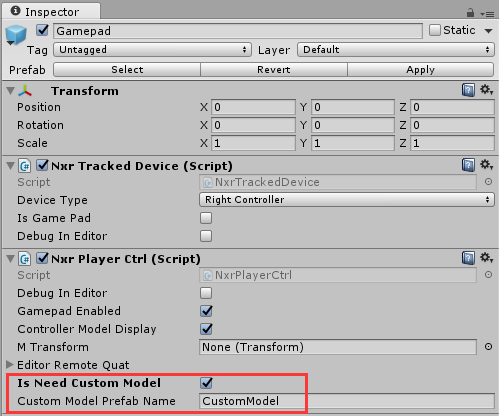 Inspector
Gamepad Static
Tag Untagged Layer Default
Prefab Select Revert Apply
Transform
Position X 0 Y 0 Z 0
Rotation X 0 Y 0 Z 0
Scale X 1 Y 1 Z 1
Nxr Tracked Device (Script)
Script NxrTrackedDevice
Device Type Right Controller
Is Game Pad
Debug In Editor
Nxr Player Ctrl (Script)
Script NxrPlayerCtrl
Debug In Editor
Gamepad Enabled
Controller Model Display
M Transform None (Transform)
Editor Remote Quat
Is Need Custom Model
Custom Model Prefab Name CustomModel